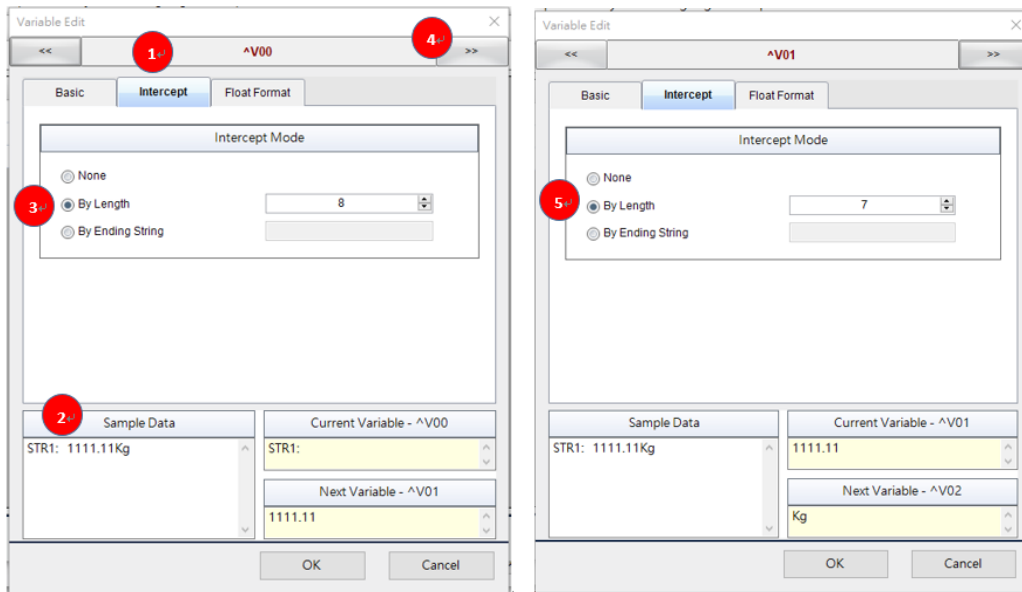 Variable Edit
<< ^V00 >>
1
4
Basic Intercept Float Format
Intercept Mode
None
3
By Length 8
By Ending String
2
Sample Data
STR1: 1111.11Kg
Current Variable - ^V00
STR1:
Next Variable - ^V01
1111.11
OK Cancel
Variable Edit
<< ^V01 >>
Basic Intercept Float Format
Intercept Mode
None
5
By Length 7
By Ending String
Sample Data
STR1: 1111.11Kg
Current Variable - ^V01
1111.11
Next Variable - ^V02
Kg
OK Cancel